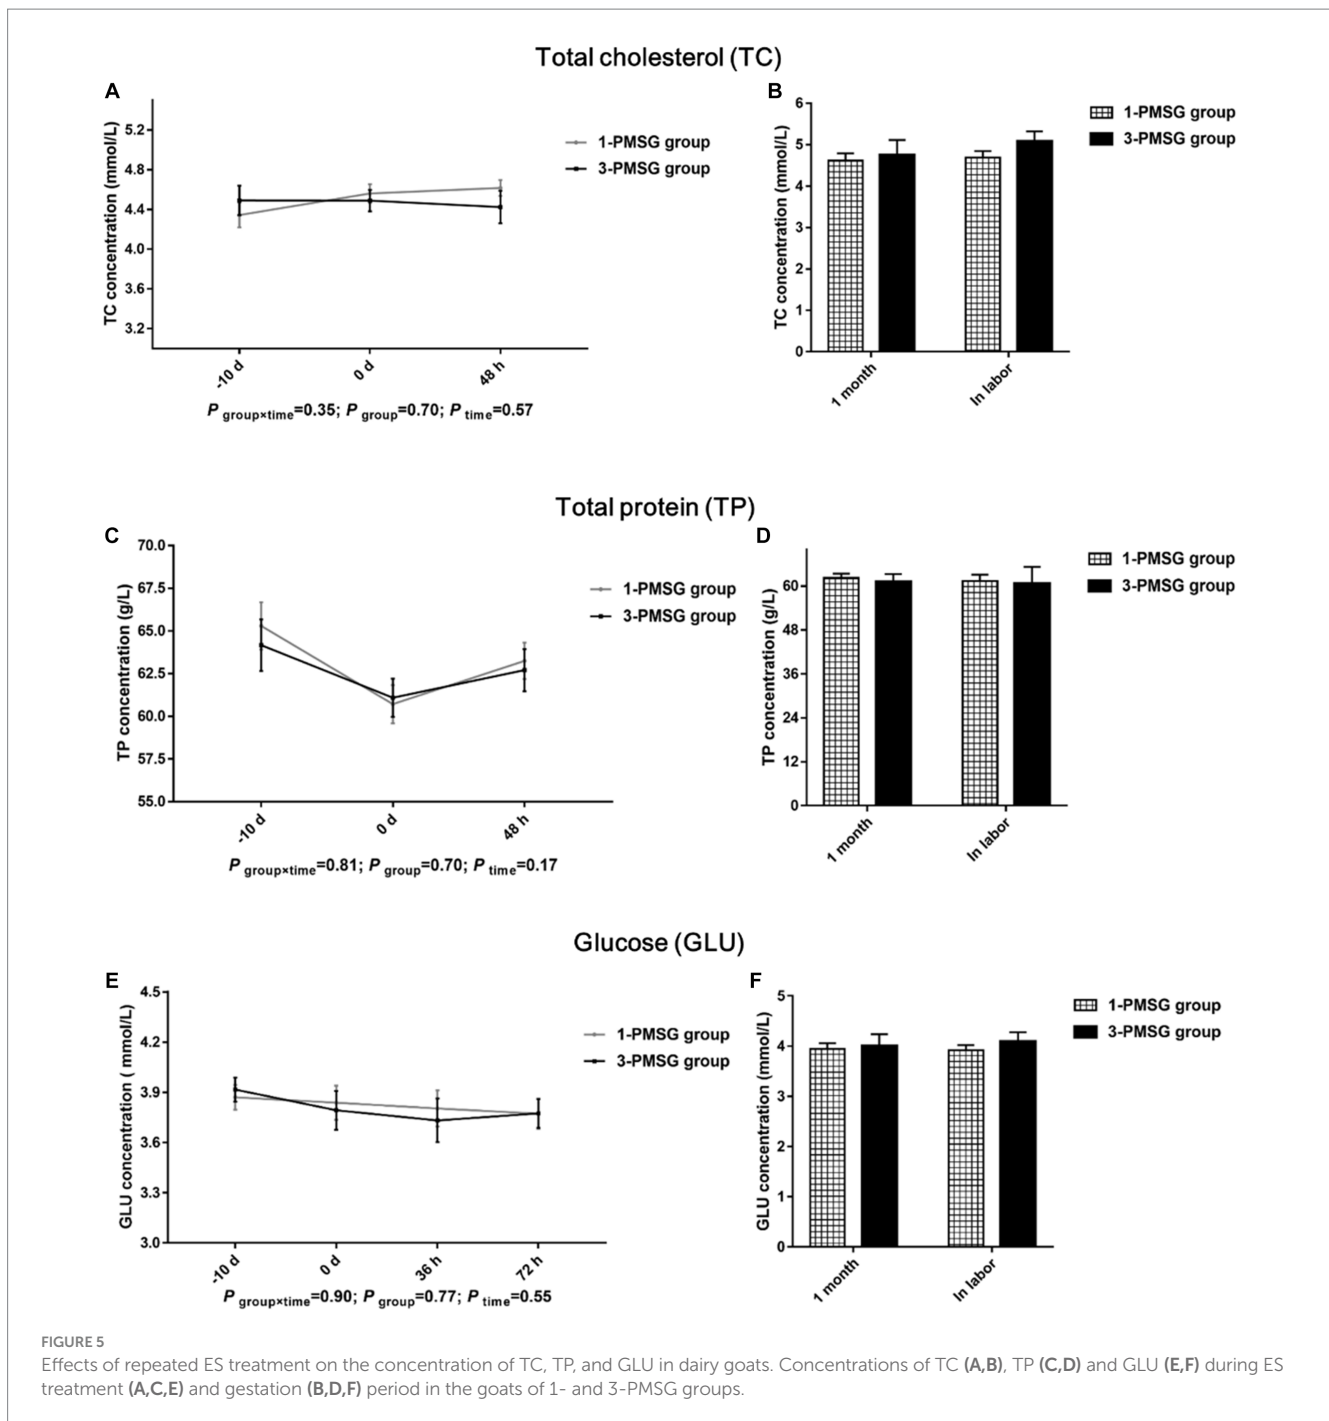 Total cholesterol (TC)
A
TC concentration (mmol/L)
5.2
4.8
4.4
4.0
3.6
3.2
-10 d
0 d
48 h
1-PMSG group
3-PMSG group
P group×time=0.35; P group=0.70; P time=0.57
B
TC concentration (mmol/L)
6
5
4
3
2
1
0
1 month
In labor
1-PMSG group
3-PMSG group
Total protein (TP)
C
TP concentration (g/L)
70.0
67.5
65.0
62.5
60.0
57.5
55.0
-10 d
0 d
48 h
1-PMSG group
3-PMSG group
P group×time=0.81; P group=0.70; P time=0.17
D
TP concentration (g/L)
60
48
36
24
12
0
1 month
In labor
1-PMSG group
3-PMSG group
Glucose (GLU)
E
GLU concentration ( mmol/L)
4.5
4.2
3.9
3.6
3.3
3.0
-10 d
0 d
36 h
72 h
1-PMSG group
3-PMSG group
P group×time=0.90; P group=0.77; P time=0.55
F
GLU concentration (mmol/L)
5
4
3
2
1
0
1 month
In labor
1-PMSG group
3-PMSG group
FIGURE 5
Effects of repeated ES treatment on the concentration of TC, TP, and GLU in dairy goats. Concentrations of TC (A,B), TP (C,D) and GLU (E,F) during ES
treatment (A,C,E) and gestation (B,D,F) period in the goats of 1- and 3-PMSG groups.